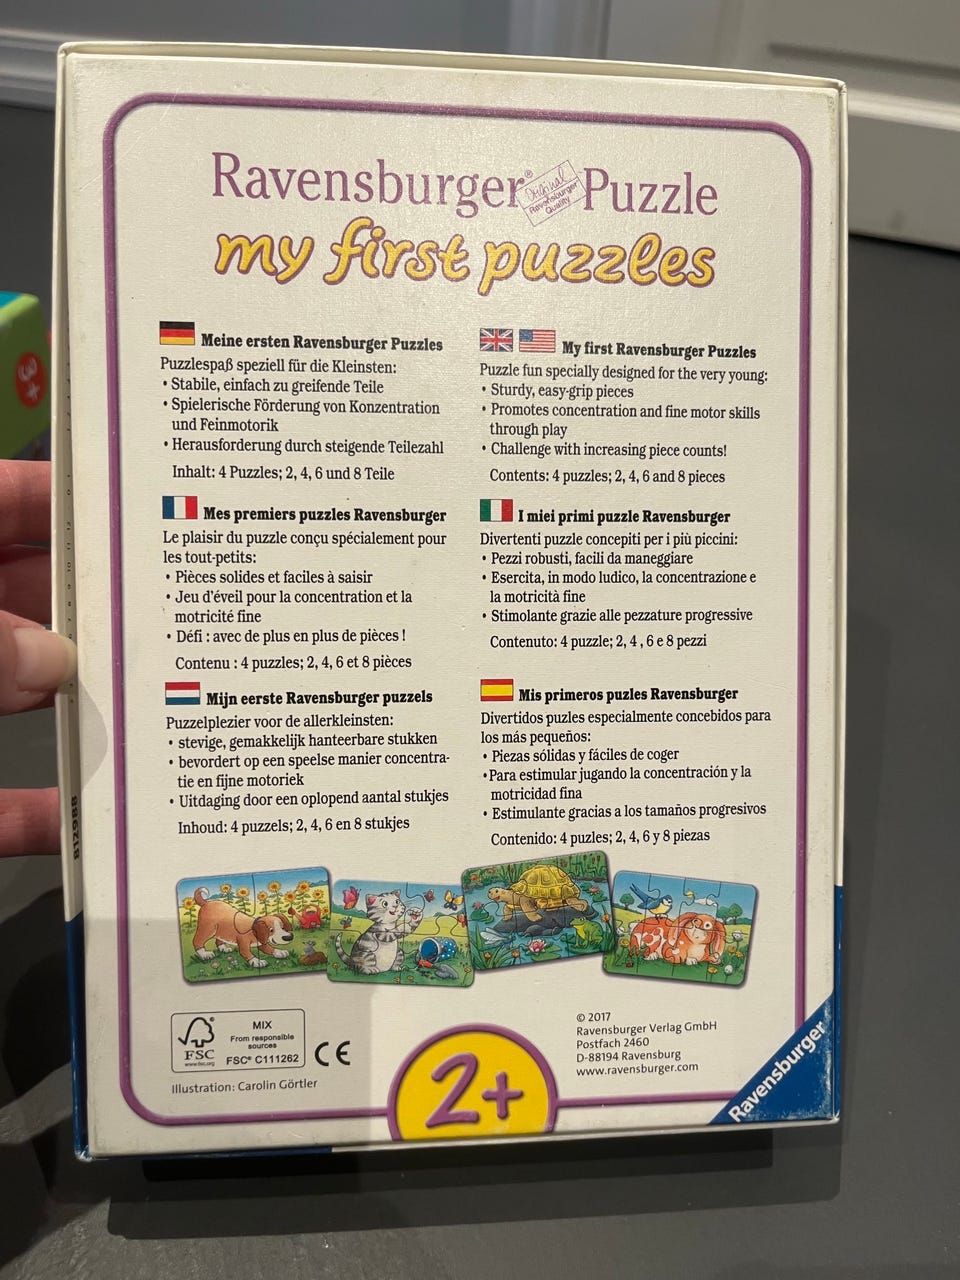 Ravensburger® Puzzle
Original
Ravensburger
Quality
my first puzzles
Meine ersten Ravensburger Puzzles
Puzzlespaß speziell für die Kleinsten:
• Stabile, einfach zu greifende Teile
• Spielerische Förderung von Konzentration
und Feinmotorik
• Herausforderung durch steigende Teilezahl
Inhalt: 4 Puzzles; 2, 4, 6 und 8 Teile
My first Ravensburger Puzzles
Puzzle fun specially designed for the very young:
• Sturdy, easy-grip pieces
• Promotes concentration and fine motor skills
through play
• Challenge with increasing piece counts!
Contents: 4 puzzles; 2, 4, 6 and 8 pieces
Mes premiers puzzles Ravensburger
Le plaisir du puzzle conçu spécialement pour
les tout-petits:
• Pièces solides et faciles à saisir
• Jeu d'éveil pour la concentration et la
motricité fine
• Défi : avec de plus en plus de pièces !
Contenu : 4 puzzles; 2, 4, 6 et 8 pièces
I miei primi puzzle Ravensburger
Divertenti puzzle concepiti per i più piccini:
• Pezzi robusti, facili da maneggiare
• Esercita, in modo ludico, la concentrazione e
la motricità fine
• Stimolante grazie alle pezzature progressive
Contenuto: 4 puzzle; 2, 4 , 6 e 8 pezzi
Mijn eerste Ravensburger puzzels
Puzzelplezier voor de allerkleinsten:
• stevige, gemakkelijk hanteerbare stukken
• bevordert op een speelse manier concentra-
tie en fijne motoriek
• Uitdaging door een oplopend aantal stukjes
Inhoud: 4 puzzels; 2, 4, 6 en 8 stukjes
Mis primeros puzles Ravensburger
Divertidos puzles especialmente concebidos para
los más pequeños:
• Piezas sólidas y fáciles de coger
•Para estimular jugando la concentración y la
motricidad fina
• Estimulante gracias a los tamaños progresivos
Contenido: 4 puzles; 2, 4, 6 y 8 piezas
FSC
www.fsc.org
MIX
From responsible
sources
FSC® C111262
CE
Illustration: Carolin Görtler
2+
© 2017
Ravensburger Verlag GmbH
Postfach 2460
D-88194 Ravensburg
www.ravensburger.com
Ravensburger
812988
3+